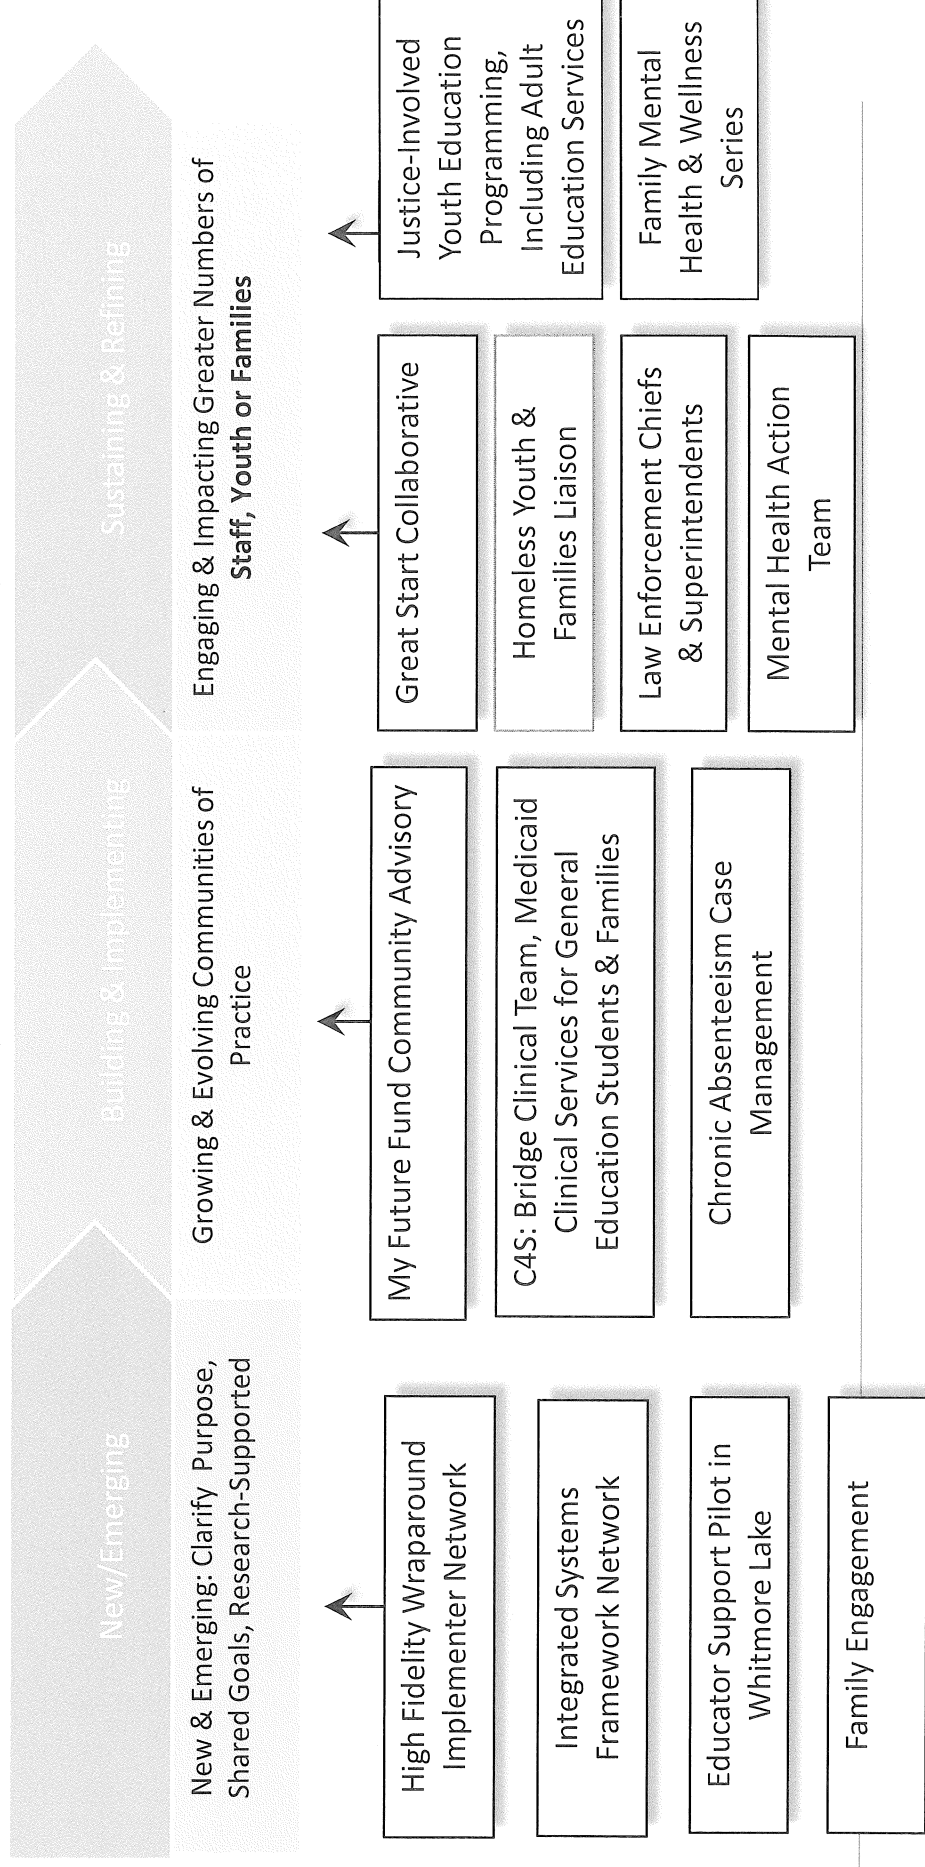 New/Emerging
Building & Implementing
Sustaining & Refining
New & Emerging: Clarify Purpose,
Shared Goals, Research-Supported
Growing & Evolving Communities of
Practice
Engaging & Impacting Greater Numbers of
Staff, Youth or Families
High Fidelity Wraparound
Implementer Network
Integrated Systems
Framework Network
Educator Support Pilot in
Whitmore Lake
Family Engagement
My Future Fund Community Advisory
C4S: Bridge Clinical Team, Medicaid
Clinical Services for General
Education Students & Families
Chronic Absenteeism Case
Management
Great Start Collaborative
Homeless Youth &
Families Liaison
Law Enforcement Chiefs
& Superintendents
Mental Health Action
Team
Justice-Involved
Youth Education
Programming,
Including Adult
Education Services
Family Mental
Health & Wellness
Series